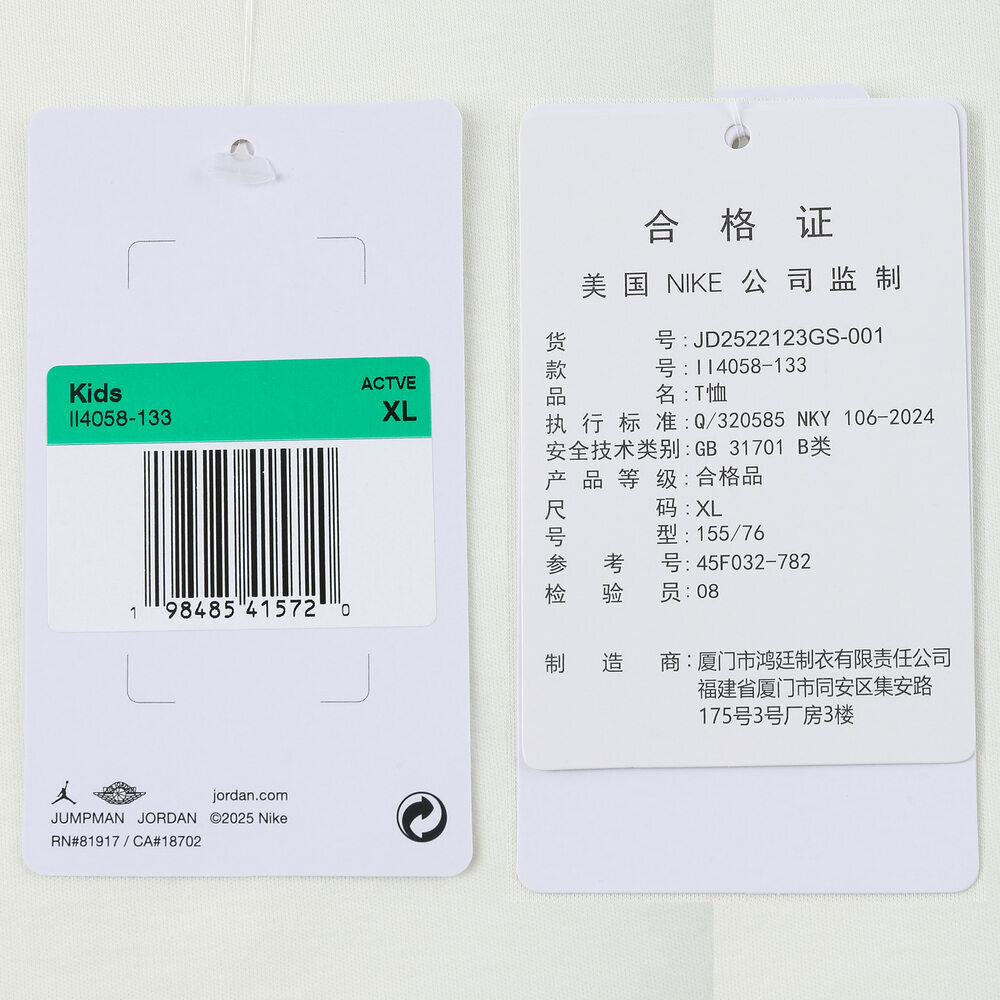 Kids
II4058-133
ACTVE
XL
1 98485 41572 0
jordan.com
JUMPMAN JORDAN ©2025 Nike
RN#81917 / CA#18702
合格证
美国 NIKE 公司监制
货号:JD2522123GS-001
款号:II4058-133
品名:T恤
执行标准:Q/320585 NKY 106-2024
安全技术类别:GB 31701 B类
产品等级:合格品
尺码:XL
号型:155/76
参考号:45F032-782
检验员:08
制造商:厦门市鸿廷制衣有限责任公司
福建省厦门市同安区集安路
175号3号厂房3楼